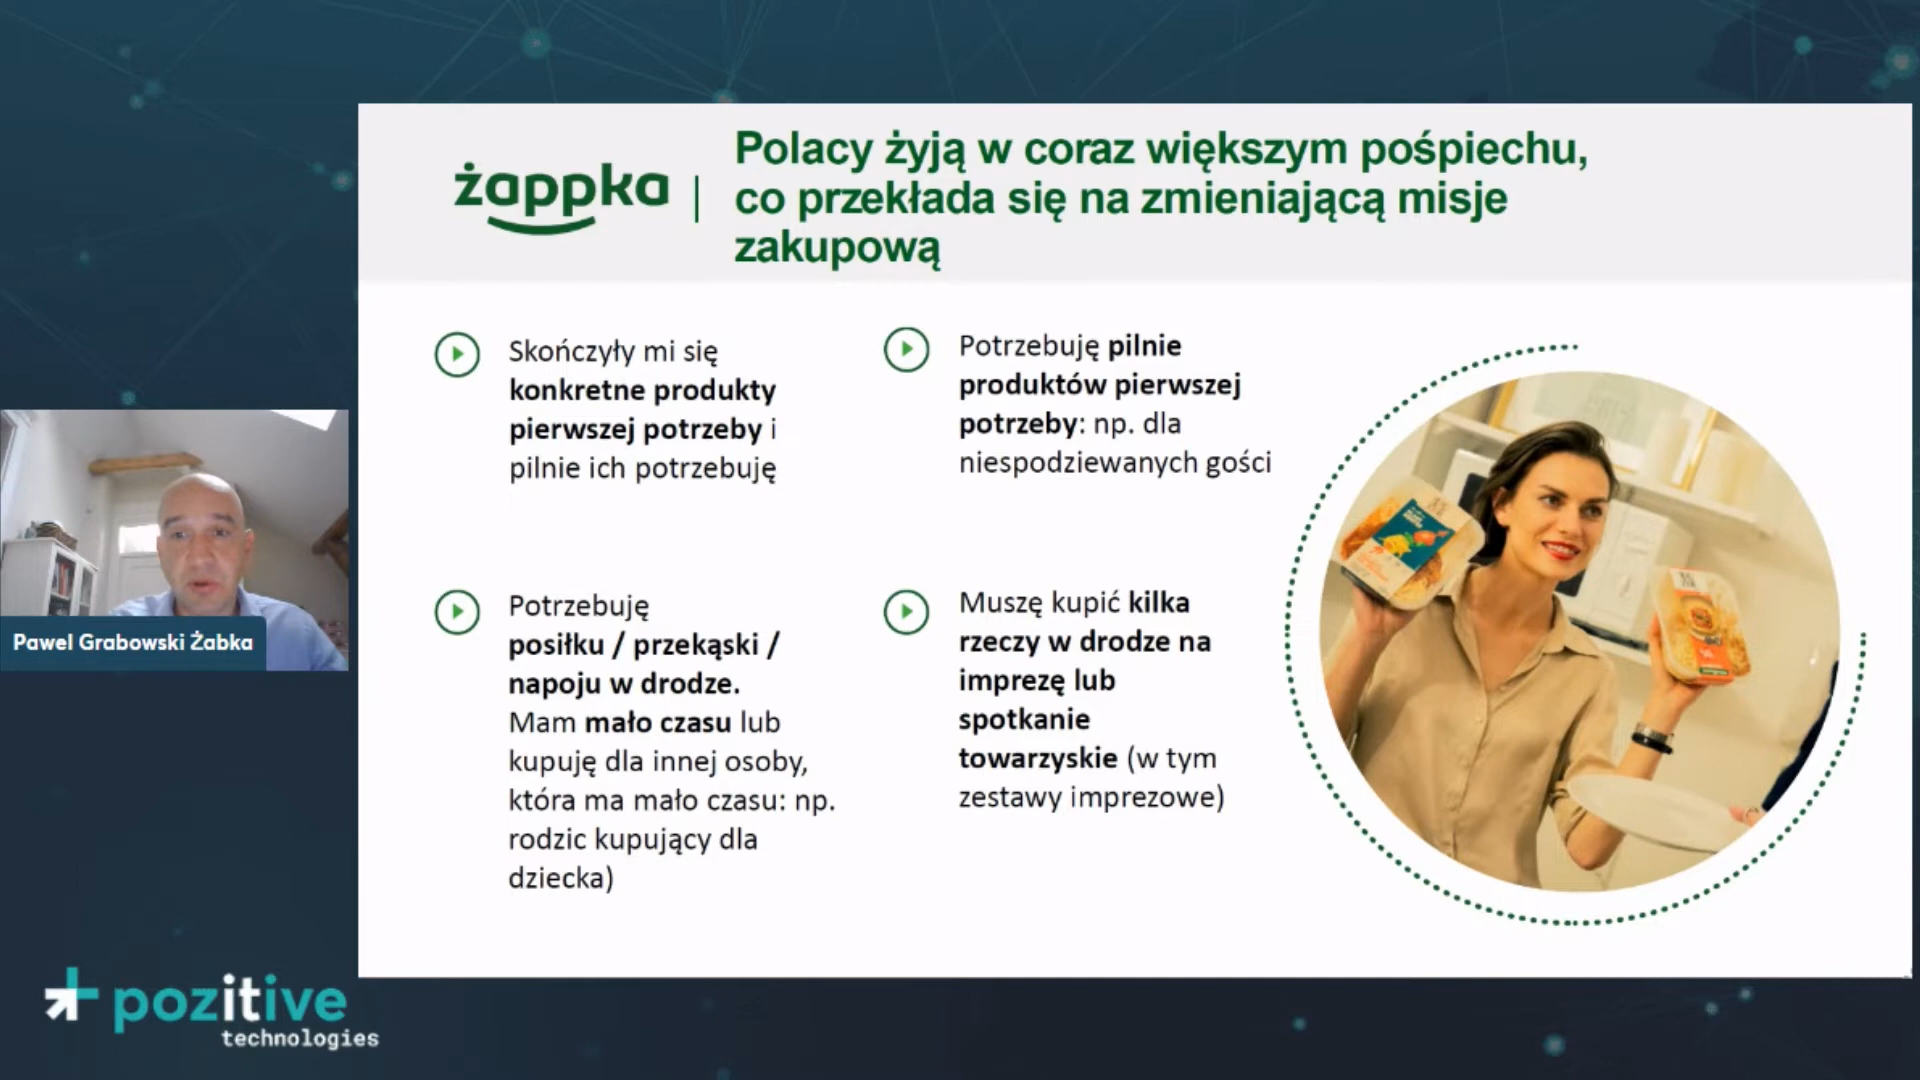 żappka
Polacy żyją w coraz większym pośpiechu,
co przekłada się na zmieniającą misje
zakupową
Skończyły mi się
konkretne produkty
pierwszej potrzeby i
pilnie ich potrzebuję
Potrzebuję pilnie
produktów pierwszej
potrzeby: np. dla
niespodziewanych gości
Potrzebuję
posiłku / przekąski /
napoju w drodze.
Mam mało czasu lub
kupuję dla innej osoby,
która ma mało czasu: np.
rodzic kupujący dla
dziecka)
Muszę kupić kilka
rzeczy w drodze na
imprezę lub
spotkanie
towarzyskie (w tym
zestawy imprezowe)
Pawel Grabowski Żabka
pozitive
technologies